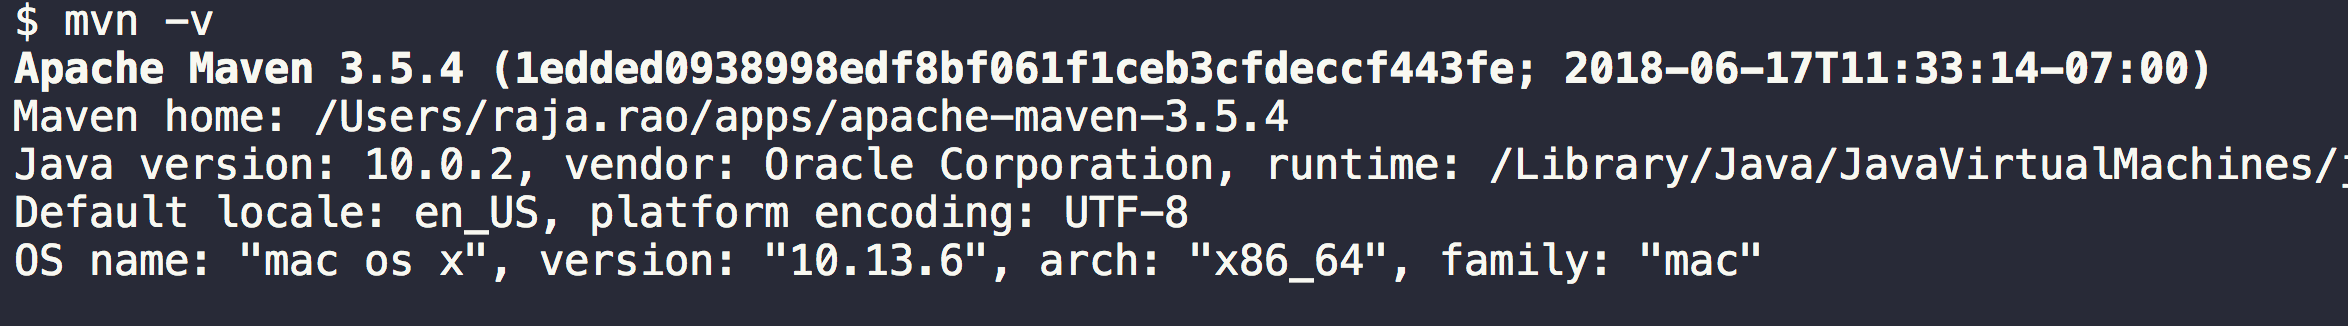 $ mvn -v
Apache Maven 3.5.4 (1edded0938998edf8bf061f1ceb3cfdeccf443fe; 2018-06-17T11:33:14-07:00)
Maven home: /Users/raja.rao/apps/apache-maven-3.5.4
Java version: 10.0.2, vendor: Oracle Corporation, runtime: /Library/Java/JavaVirtualMachines/j
Default locale: en_US, platform encoding: UTF-8
OS name: "mac os x", version: "10.13.6", arch: "x86_64", family: "mac"